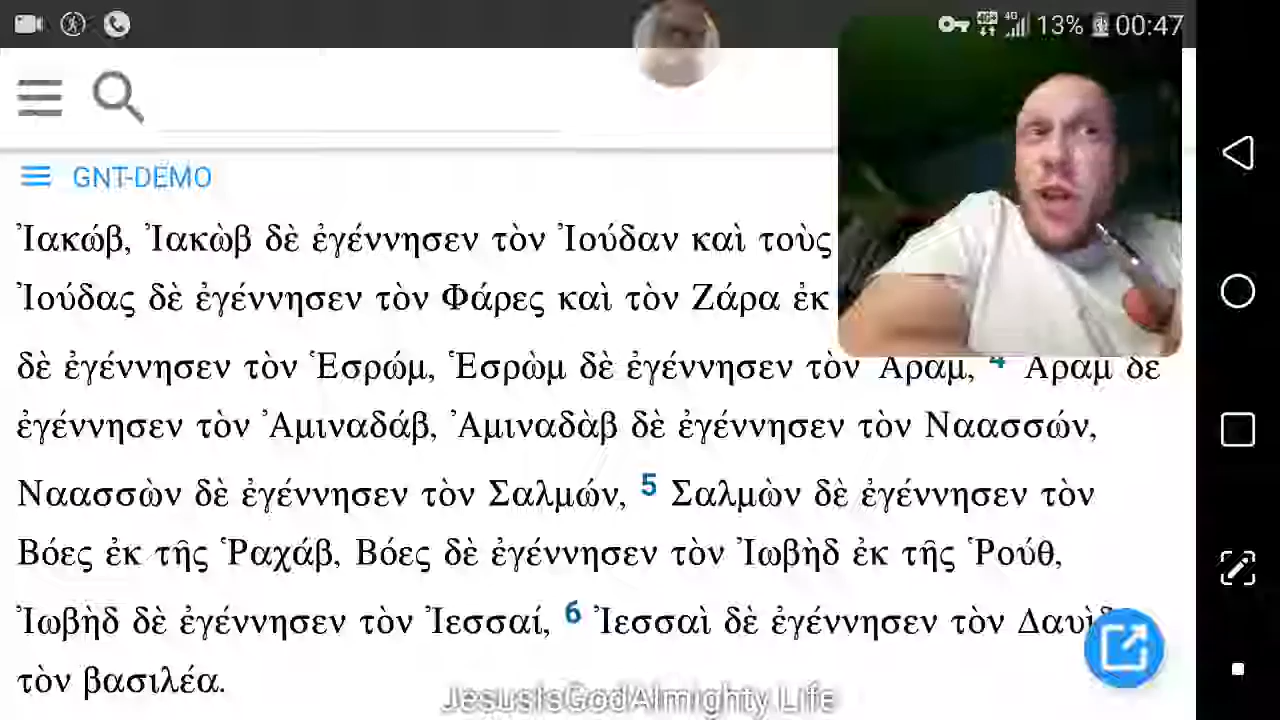 13% 00:47
GNT-DEMO
Ἰακώβ, Ἰακὼβ δὲ ἐγέννησεν τὸν Ἰούδαν καὶ τοὺς
Ἰούδας δὲ ἐγέννησεν τὸν Φάρες καὶ τὸν Ζάρα ἐκ
δὲ ἐγέννησεν τὸν Ἑσρώμ, Ἑσρὼμ δὲ ἐγέννησεν τὸν Ἀράμ, 4 Ἀρὰμ δὲ
ἐγέννησεν τὸν Ἀμιναδάβ, Ἀμιναδὰβ δὲ ἐγέννησεν τὸν Ναασσών,
Ναασσὼν δὲ ἐγέννησεν τὸν Σαλμών, 5 Σαλμὼν δὲ ἐγέννησεν τὸν
Βόες ἐκ τῆς Ῥαχάβ, Βόες δὲ ἐγέννησεν τὸν Ἰωβὴδ ἐκ τῆς Ῥούθ,
Ἰωβὴδ δὲ ἐγέννησεν τὸν Ἰεσσαί, 6 Ἰεσσαὶ δὲ ἐγέννησεν τὸν Δαυὶδ
τὸν βασιλέα.
JesusIsGodAlmighty Life